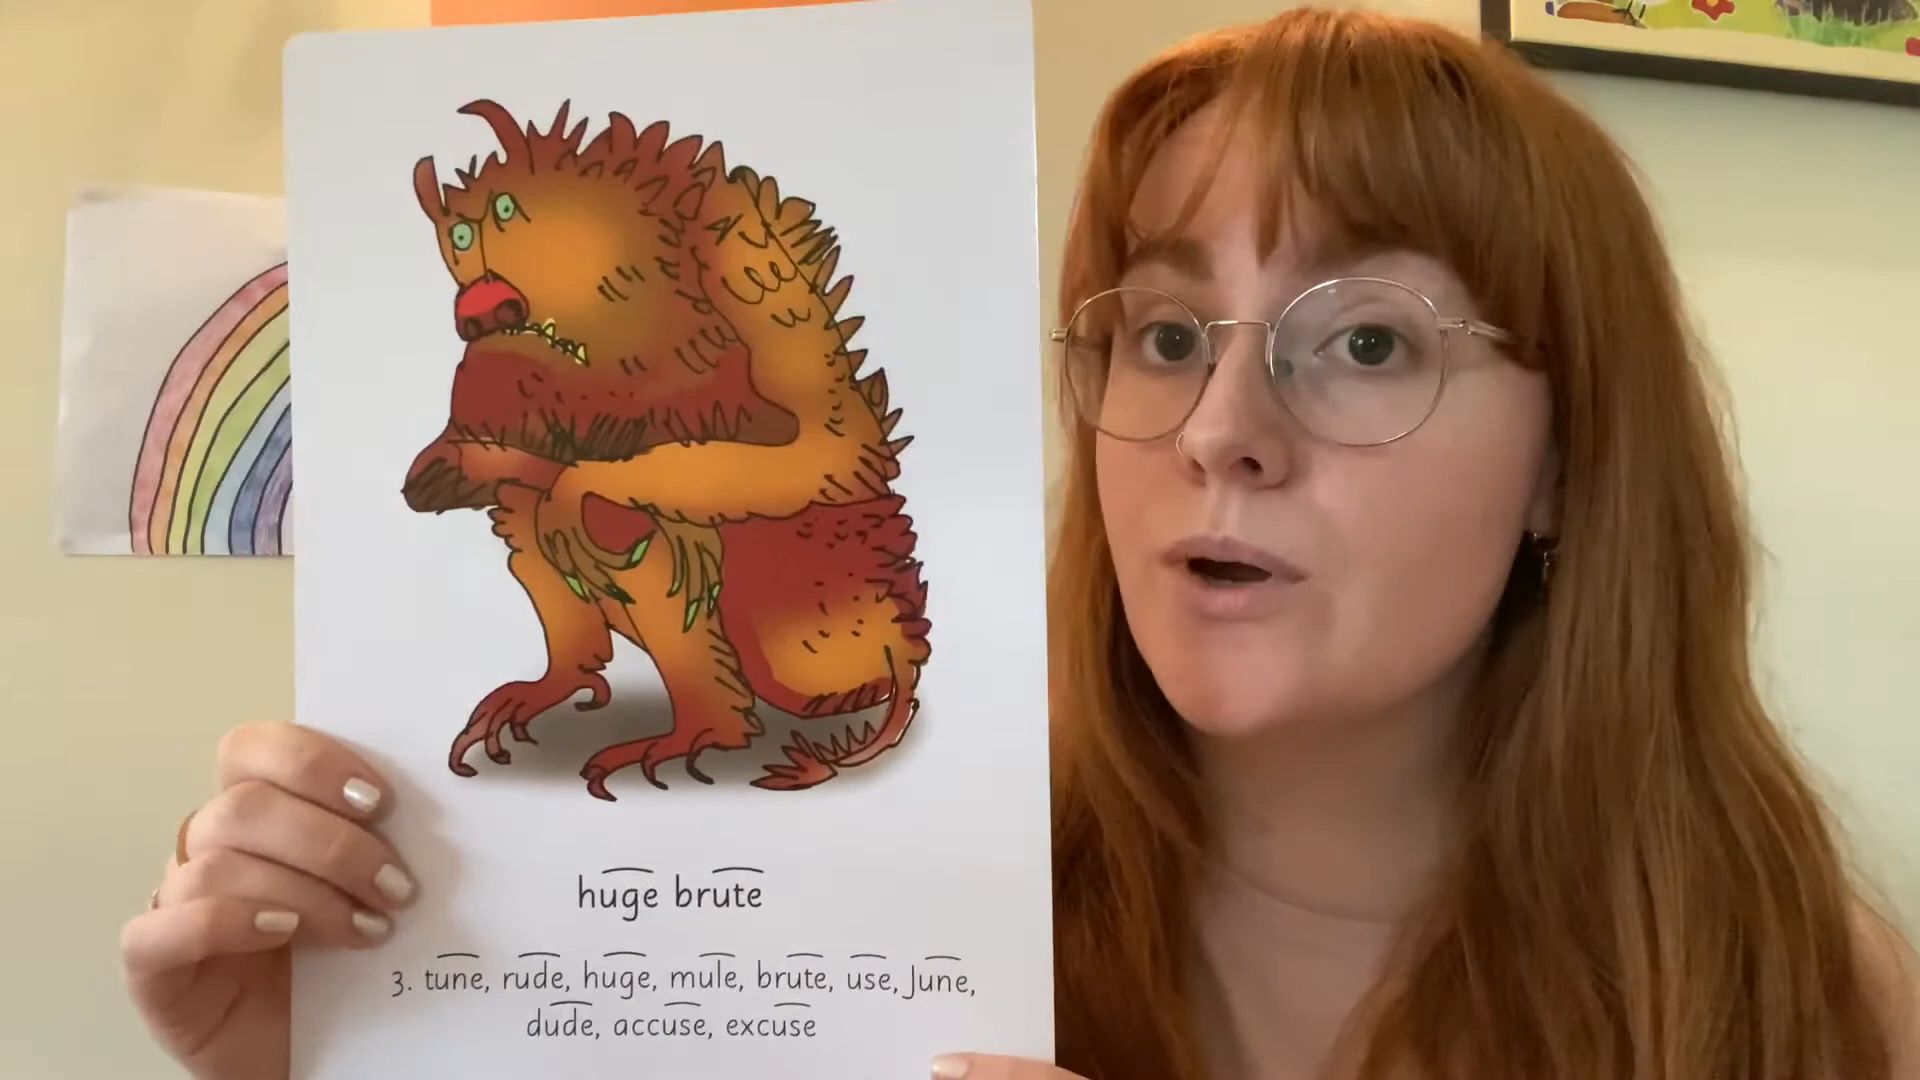 huge brute
3. tune, rude, huge, mule, brute, use, June,
dude, accuse, excuse